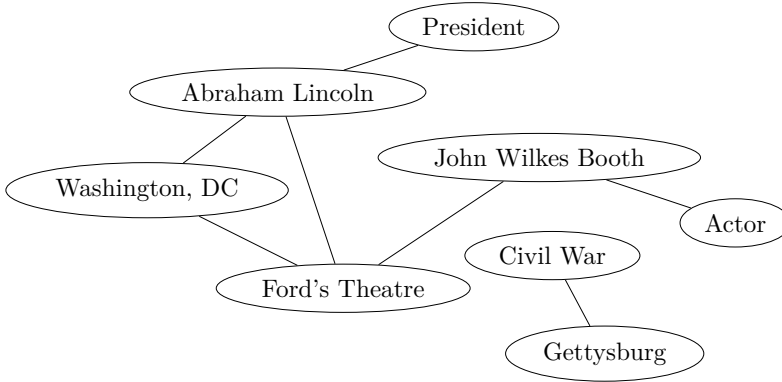 President
Abraham Lincoln
John Wilkes Booth
Washington, DC
Actor
Civil War
Ford's Theatre
Gettysburg